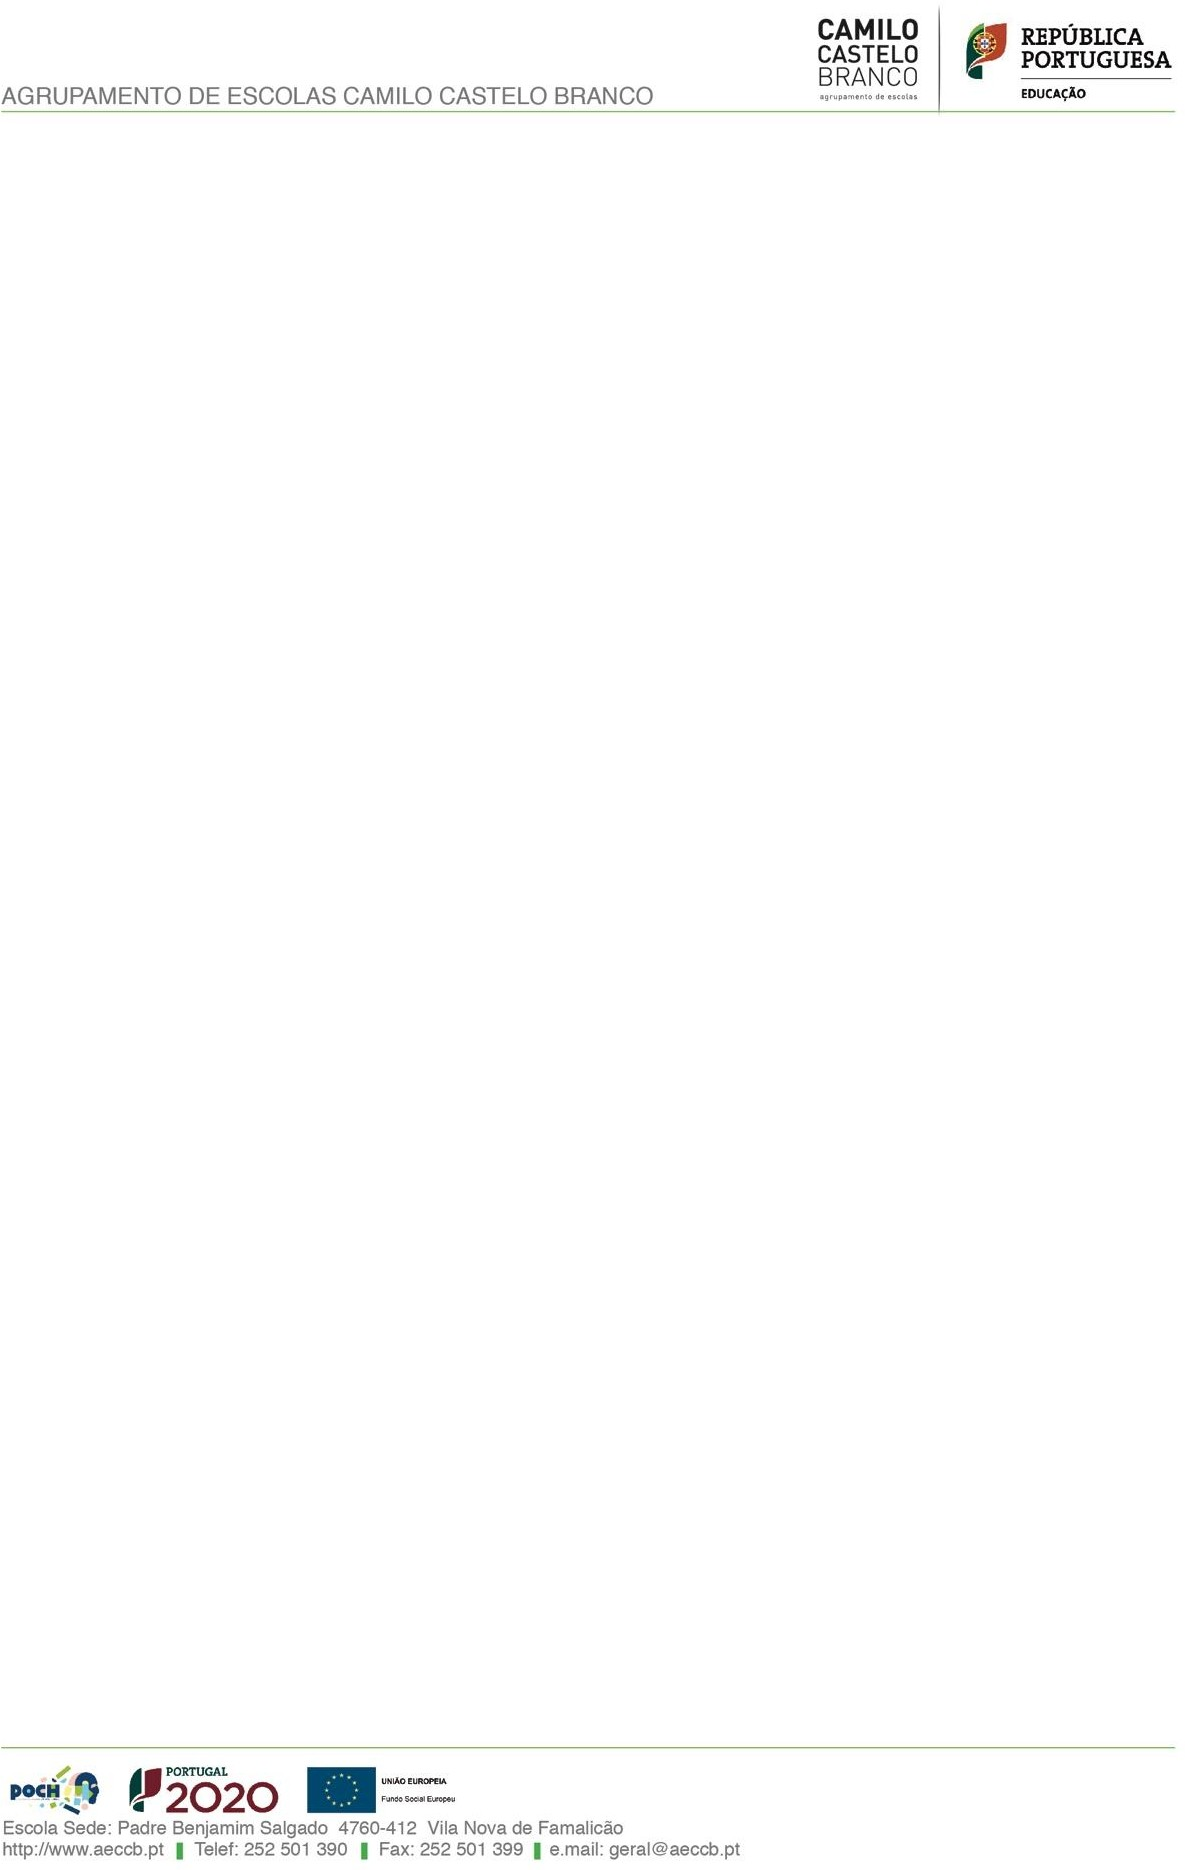 AGRUPAMENTO DE ESCOLAS CAMILO CASTELO BRANCO
CAMILO
CASTELO
BRANCO
agrupamento de escolas
REPÚBLICA
PORTUGUESA
EDUCAÇÃO
POCH
PORTUGAL
2020
UNIÃO EUROPEIA
Fundo Social Europeu
Escola Sede: Padre Benjamim Salgado 4760-412 Vila Nova de Famalicão
http://www.aeccb.pt Telef: 252 501 390 Fax: 252 501 399 e.mail: geral@aeccb.pt